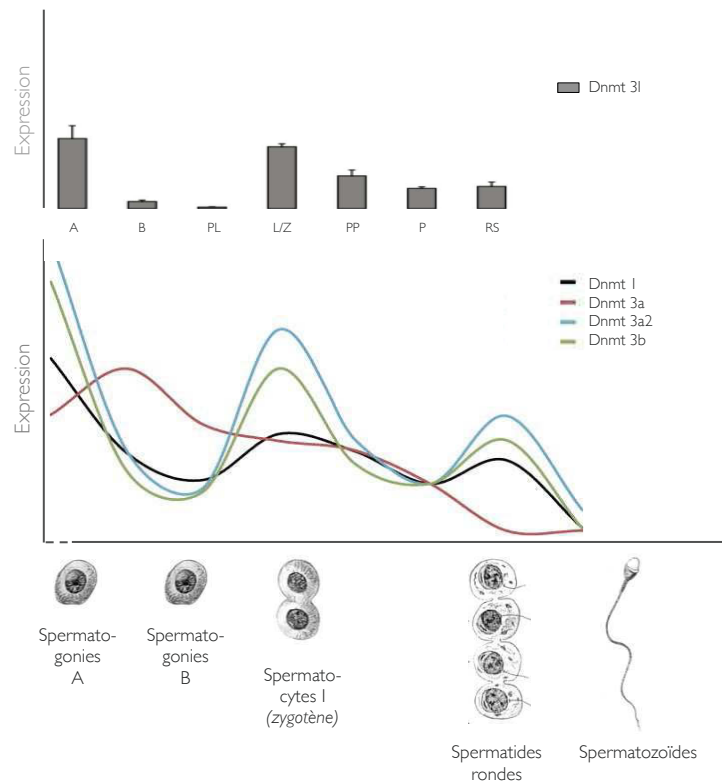 Expression
Dnmt 3l
A B PL L/Z PP P RS
Expression
Dnmt 1
Dnmt 3a
Dnmt 3a2
Dnmt 3b
Spermato-
gonies
A
Spermato-
gonies
B
Spermato-
cytes I
(zygotène)
Spermatides
rondes
Spermatozoïdes